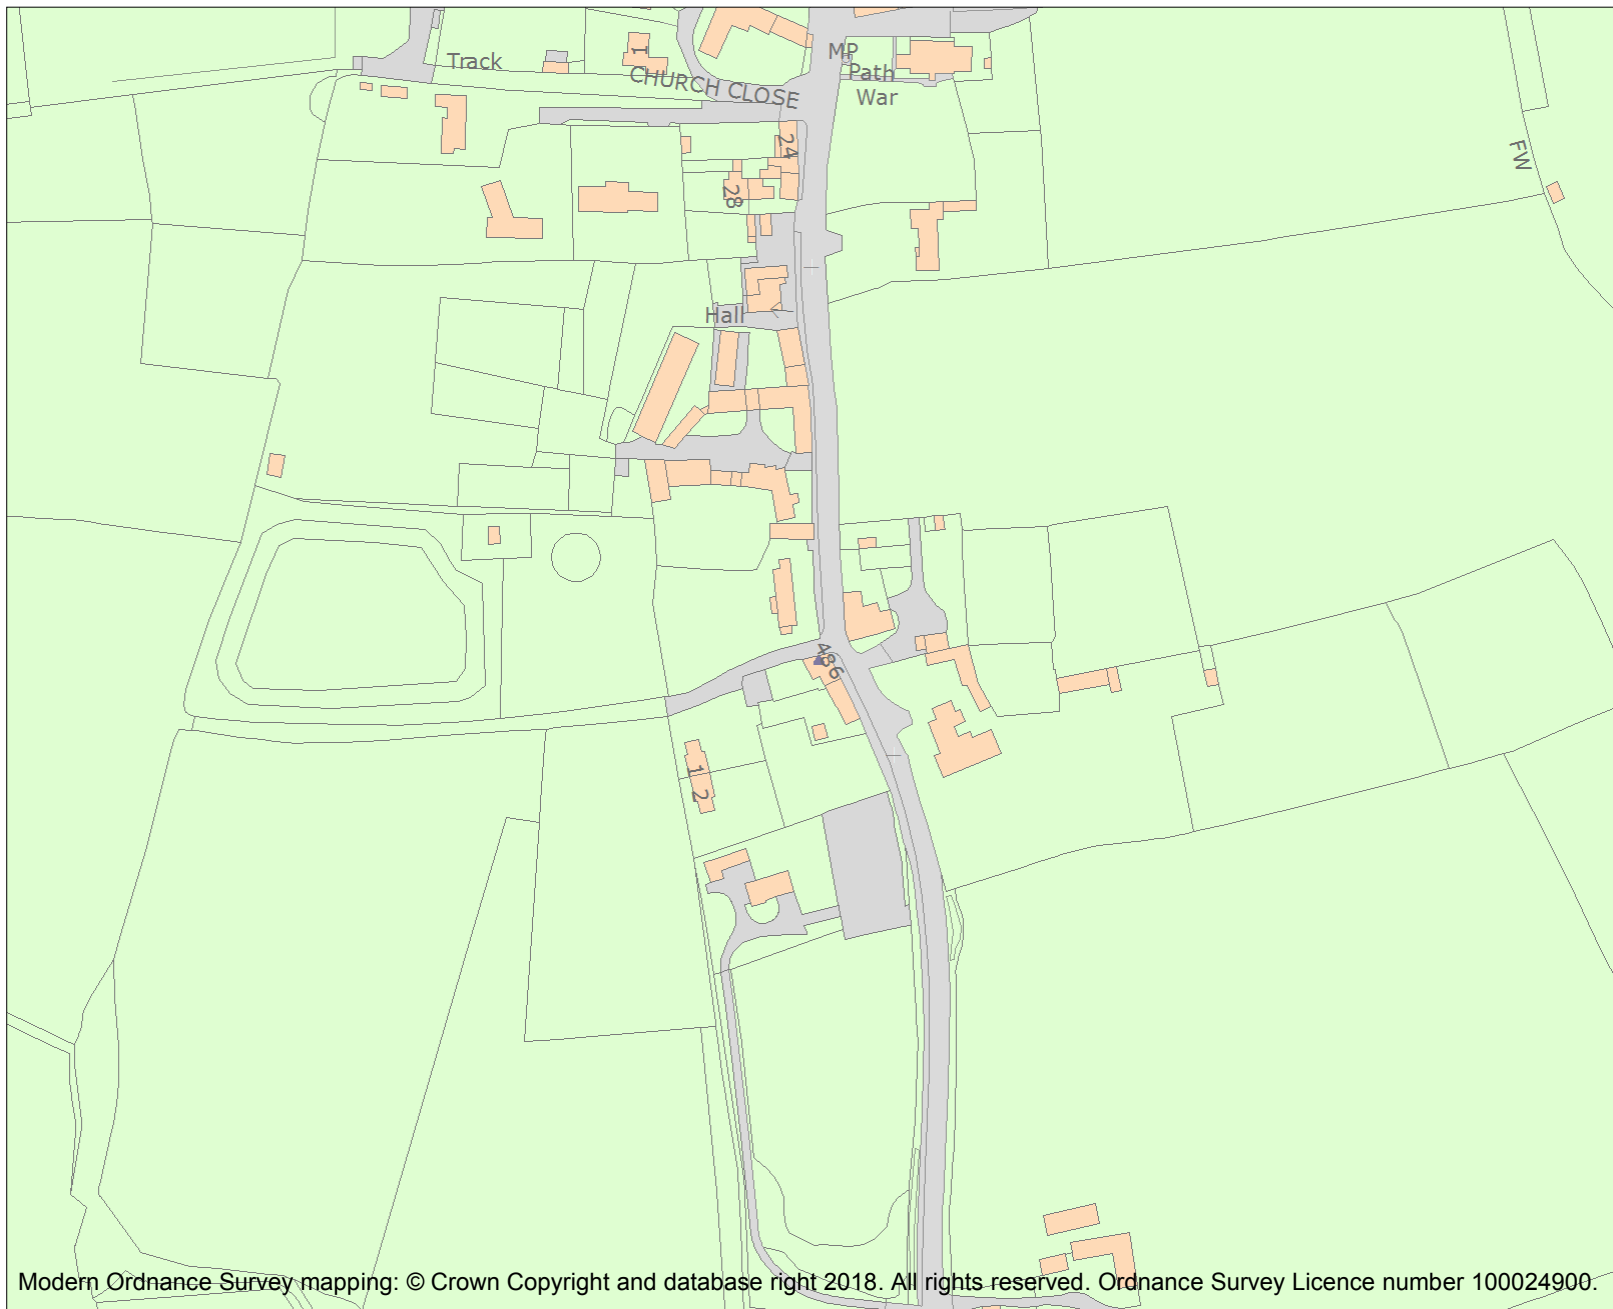 MP
1
Track
Path
CHURCH CLOSE
War
24
FW
28
Hall
486
1
2
Modern Ordnance Survey mapping: © Crown Copyright and database right 2018. All rights reserved. Ordnance Survey Licence number 100024900.